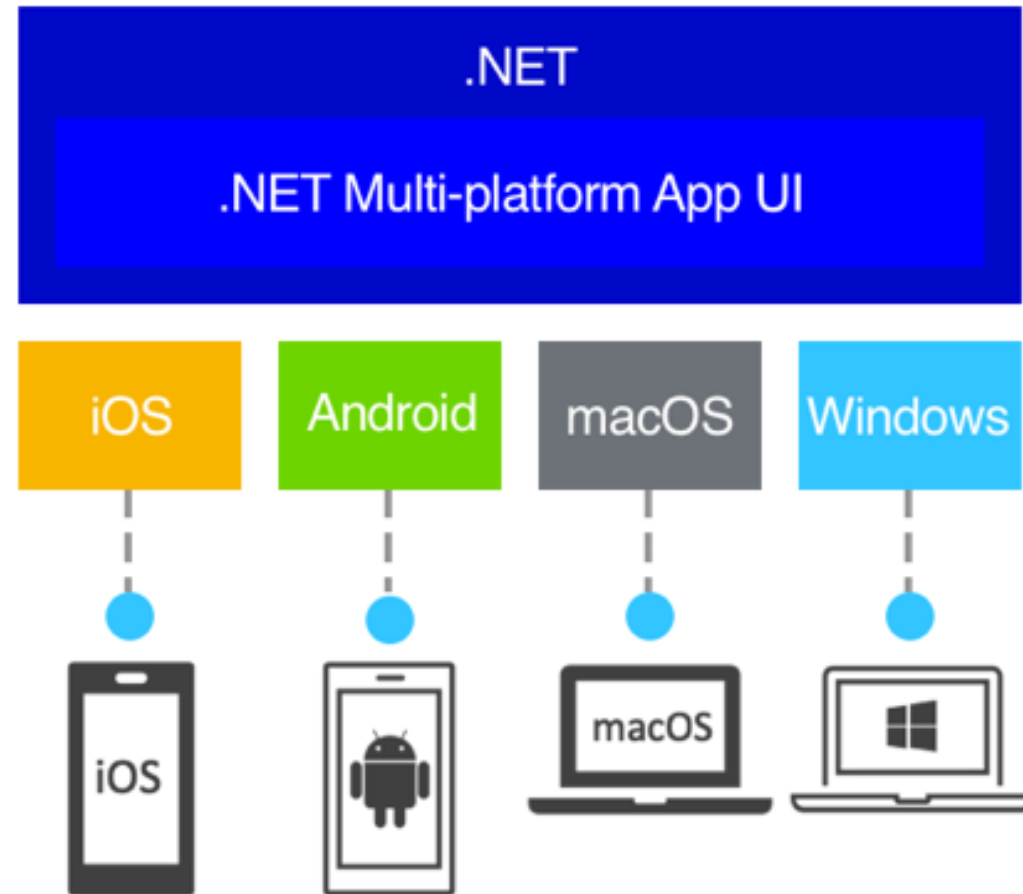 .NET
.NET Multi-platform App UI
iOS
Android
macOS
Windows
iOS
macOS